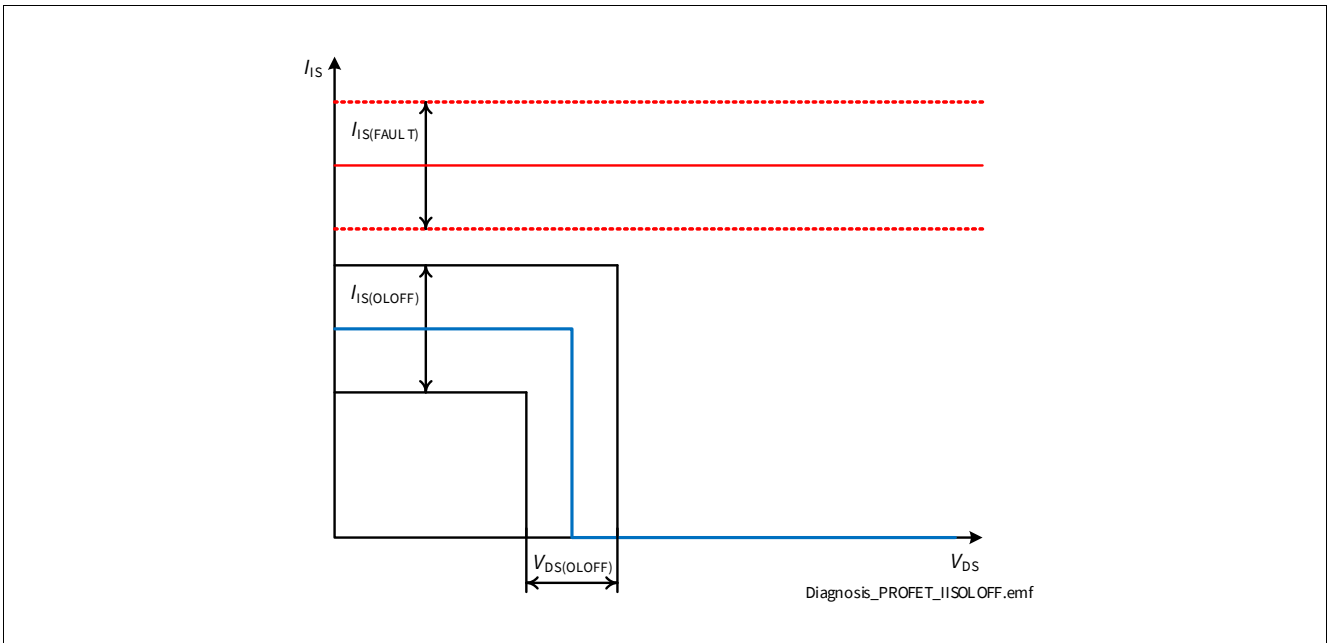 IIS
IIS(FAULT)
IIS(OLOFF)
VDS(OLOFF)
VDS
Diagnosis_PROFET_IISOLOFF.emf